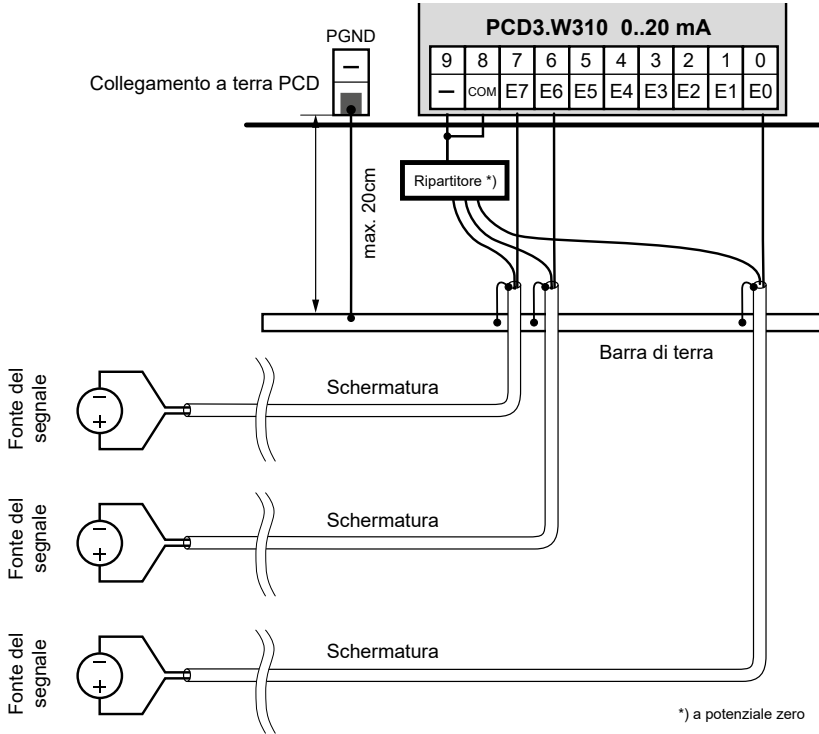 PCD3.W310 0..20 mA
PGND
9 8 7 6 5 4 3 2 1 0
– COM E7 E6 E5 E4 E3 E2 E1 E0
–
Collegamento a terra PCD
Ripartitore *)
max. 20cm
Barra di terra
Fonte del
segnale
– +
Schermatura
Fonte del
segnale
– +
Schermatura
Fonte del
segnale
– +
Schermatura
*) a potenziale zero